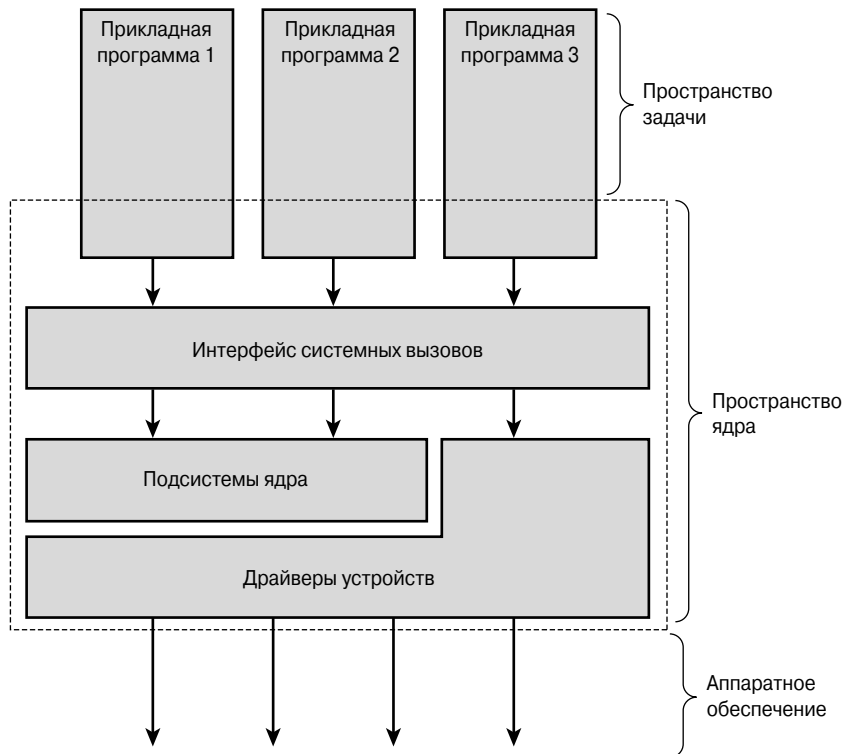 Прикладная
программа 1
Прикладная
программа 2
Прикладная
программа 3
Пространство
задачи
Интерфейс системных вызовов
Пространство
ядра
Подсистемы ядра
Драйверы устройств
Аппаратное
обеспечение